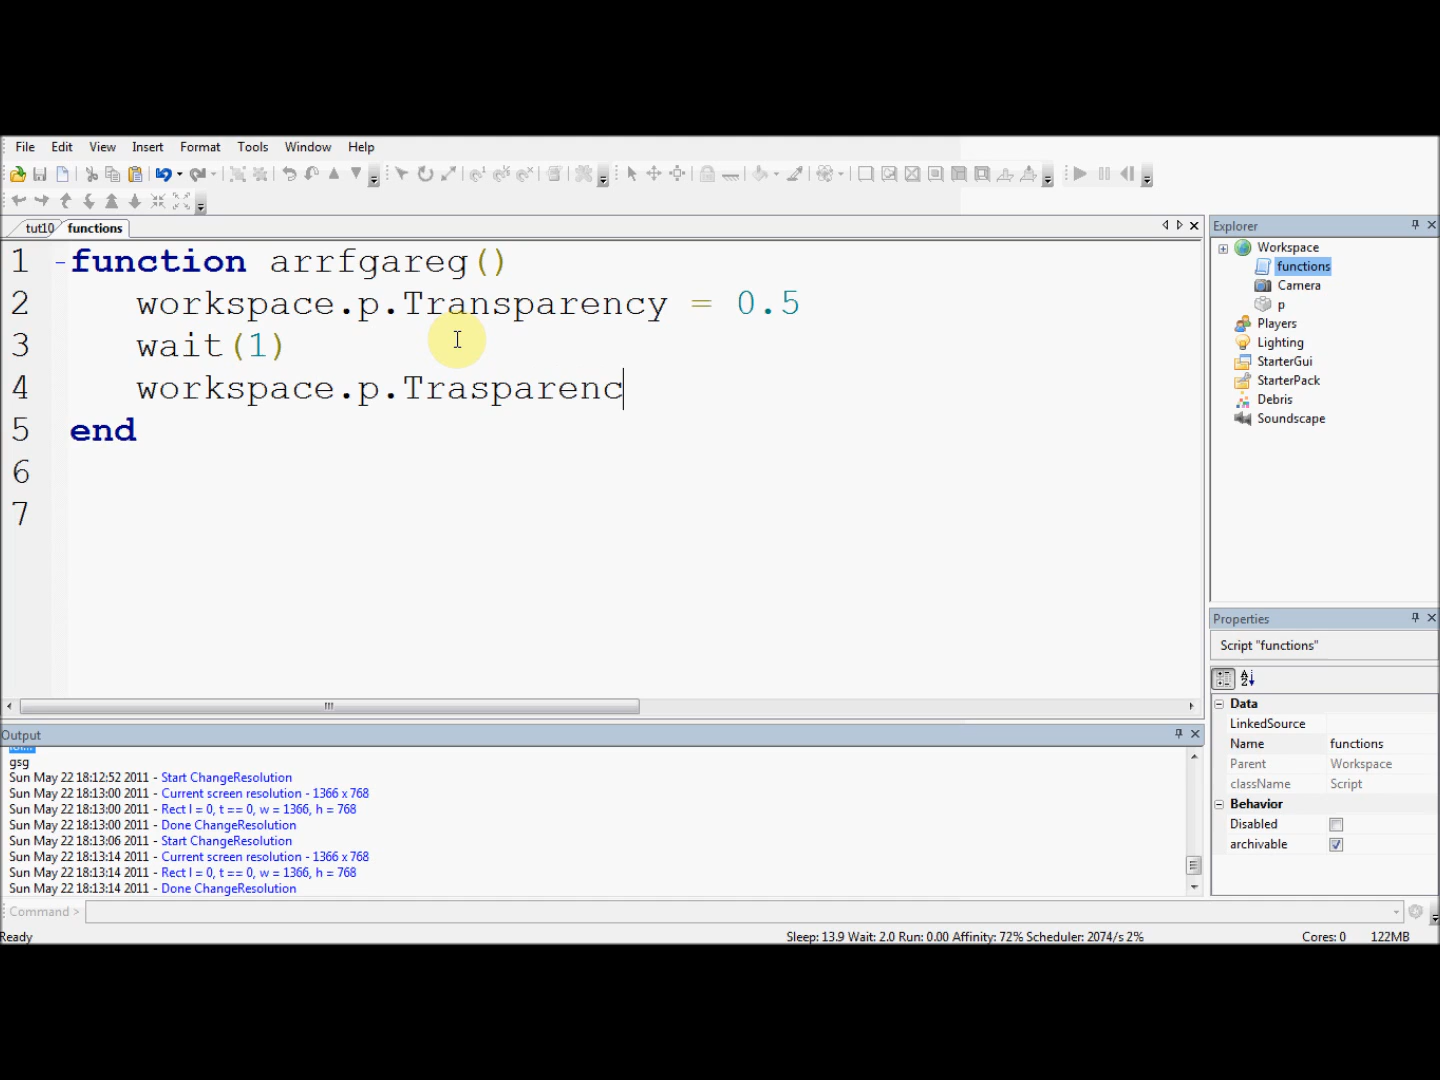 File Edit View Insert Format Tools Window Help
tut10 functions
1 -function arrfgareg()
2 workspace.p.Transparency = 0.5
3 wait(1)
4 workspace.p.Trasparenc
5 end
6
7
Explorer
Workspace
functions
Camera
p
Players
Lighting
StarterGui
StarterPack
Debris
Soundscape
Properties
Script "functions"
Data
LinkedSource
Name functions
Parent Workspace
className Script
Behavior
Disabled
archivable
Output
gsg
Sun May 22 18:12:52 2011 - Start ChangeResolution
Sun May 22 18:13:00 2011 - Current screen resolution - 1366 x 768
Sun May 22 18:13:00 2011 - Rect l = 0, t == 0, w = 1366, h = 768
Sun May 22 18:13:00 2011 - Done ChangeResolution
Sun May 22 18:13:06 2011 - Start ChangeResolution
Sun May 22 18:13:14 2011 - Current screen resolution - 1366 x 768
Sun May 22 18:13:14 2011 - Rect l = 0, t == 0, w = 1366, h = 768
Sun May 22 18:13:14 2011 - Done ChangeResolution
Command >
Ready Sleep: 13.9 Wait: 2.0 Run: 0.00 Affinity: 72% Scheduler: 2074/s 2% Cores: 0 122MB